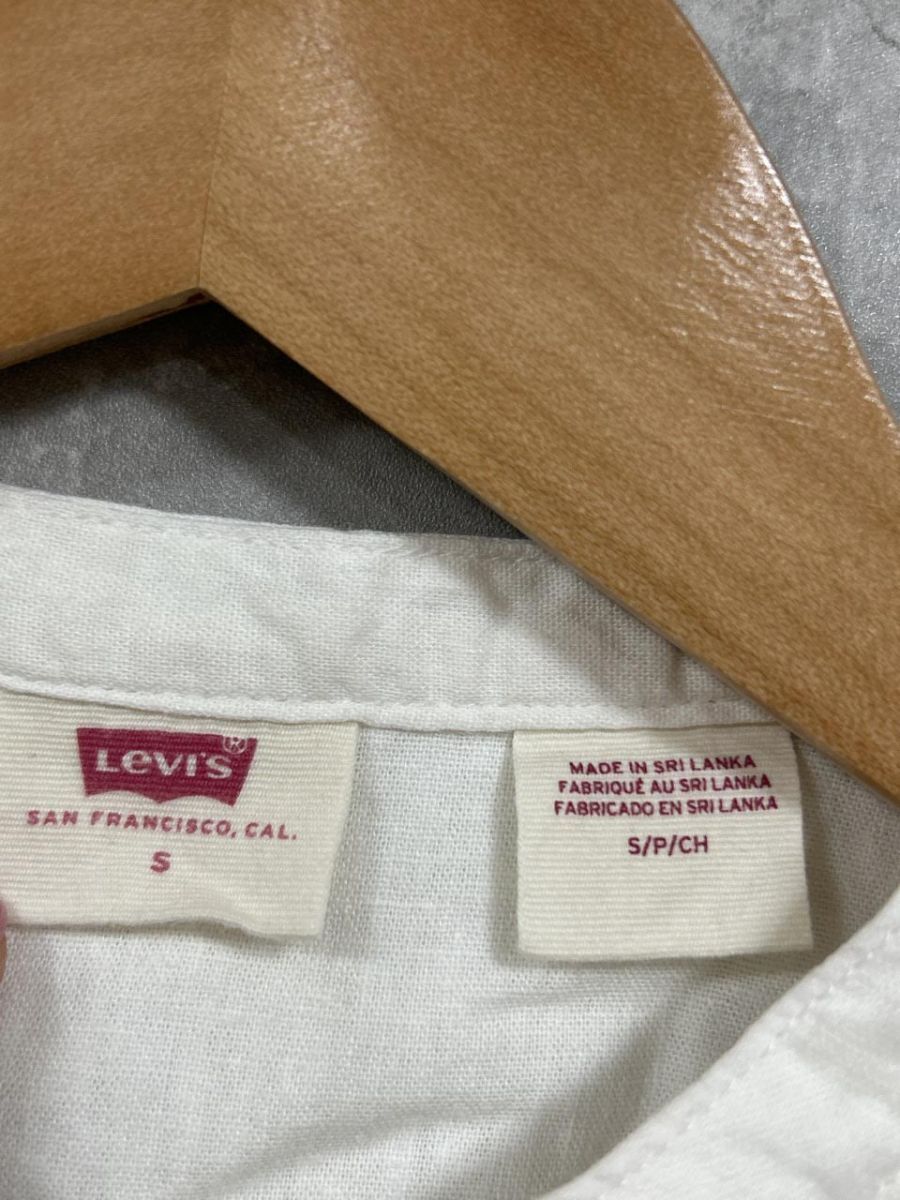 Levi's®
SAN FRANCISCO, CAL.
S
MADE IN SRI LANKA
FABRIQUÉ AU SRI LANKA
FABRICADO EN SRI LANKA
S/P/CH